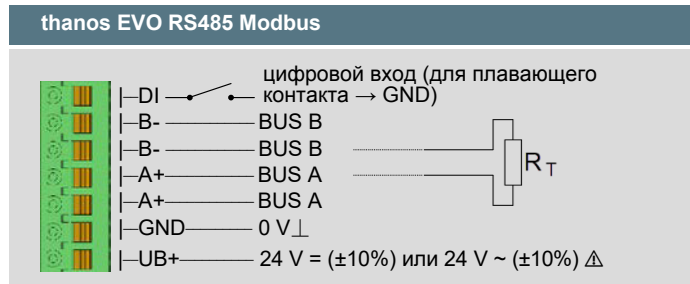 thanos EVO RS485 Modbus
DI цифровой вход (для плавающего
контакта → GND)
B- BUS B
B- BUS B
A+ BUS A
A+ BUS A
RT
GND 0 V⊥
UB+ 24 V = (±10%) или 24 V ~ (±10%) ⚠